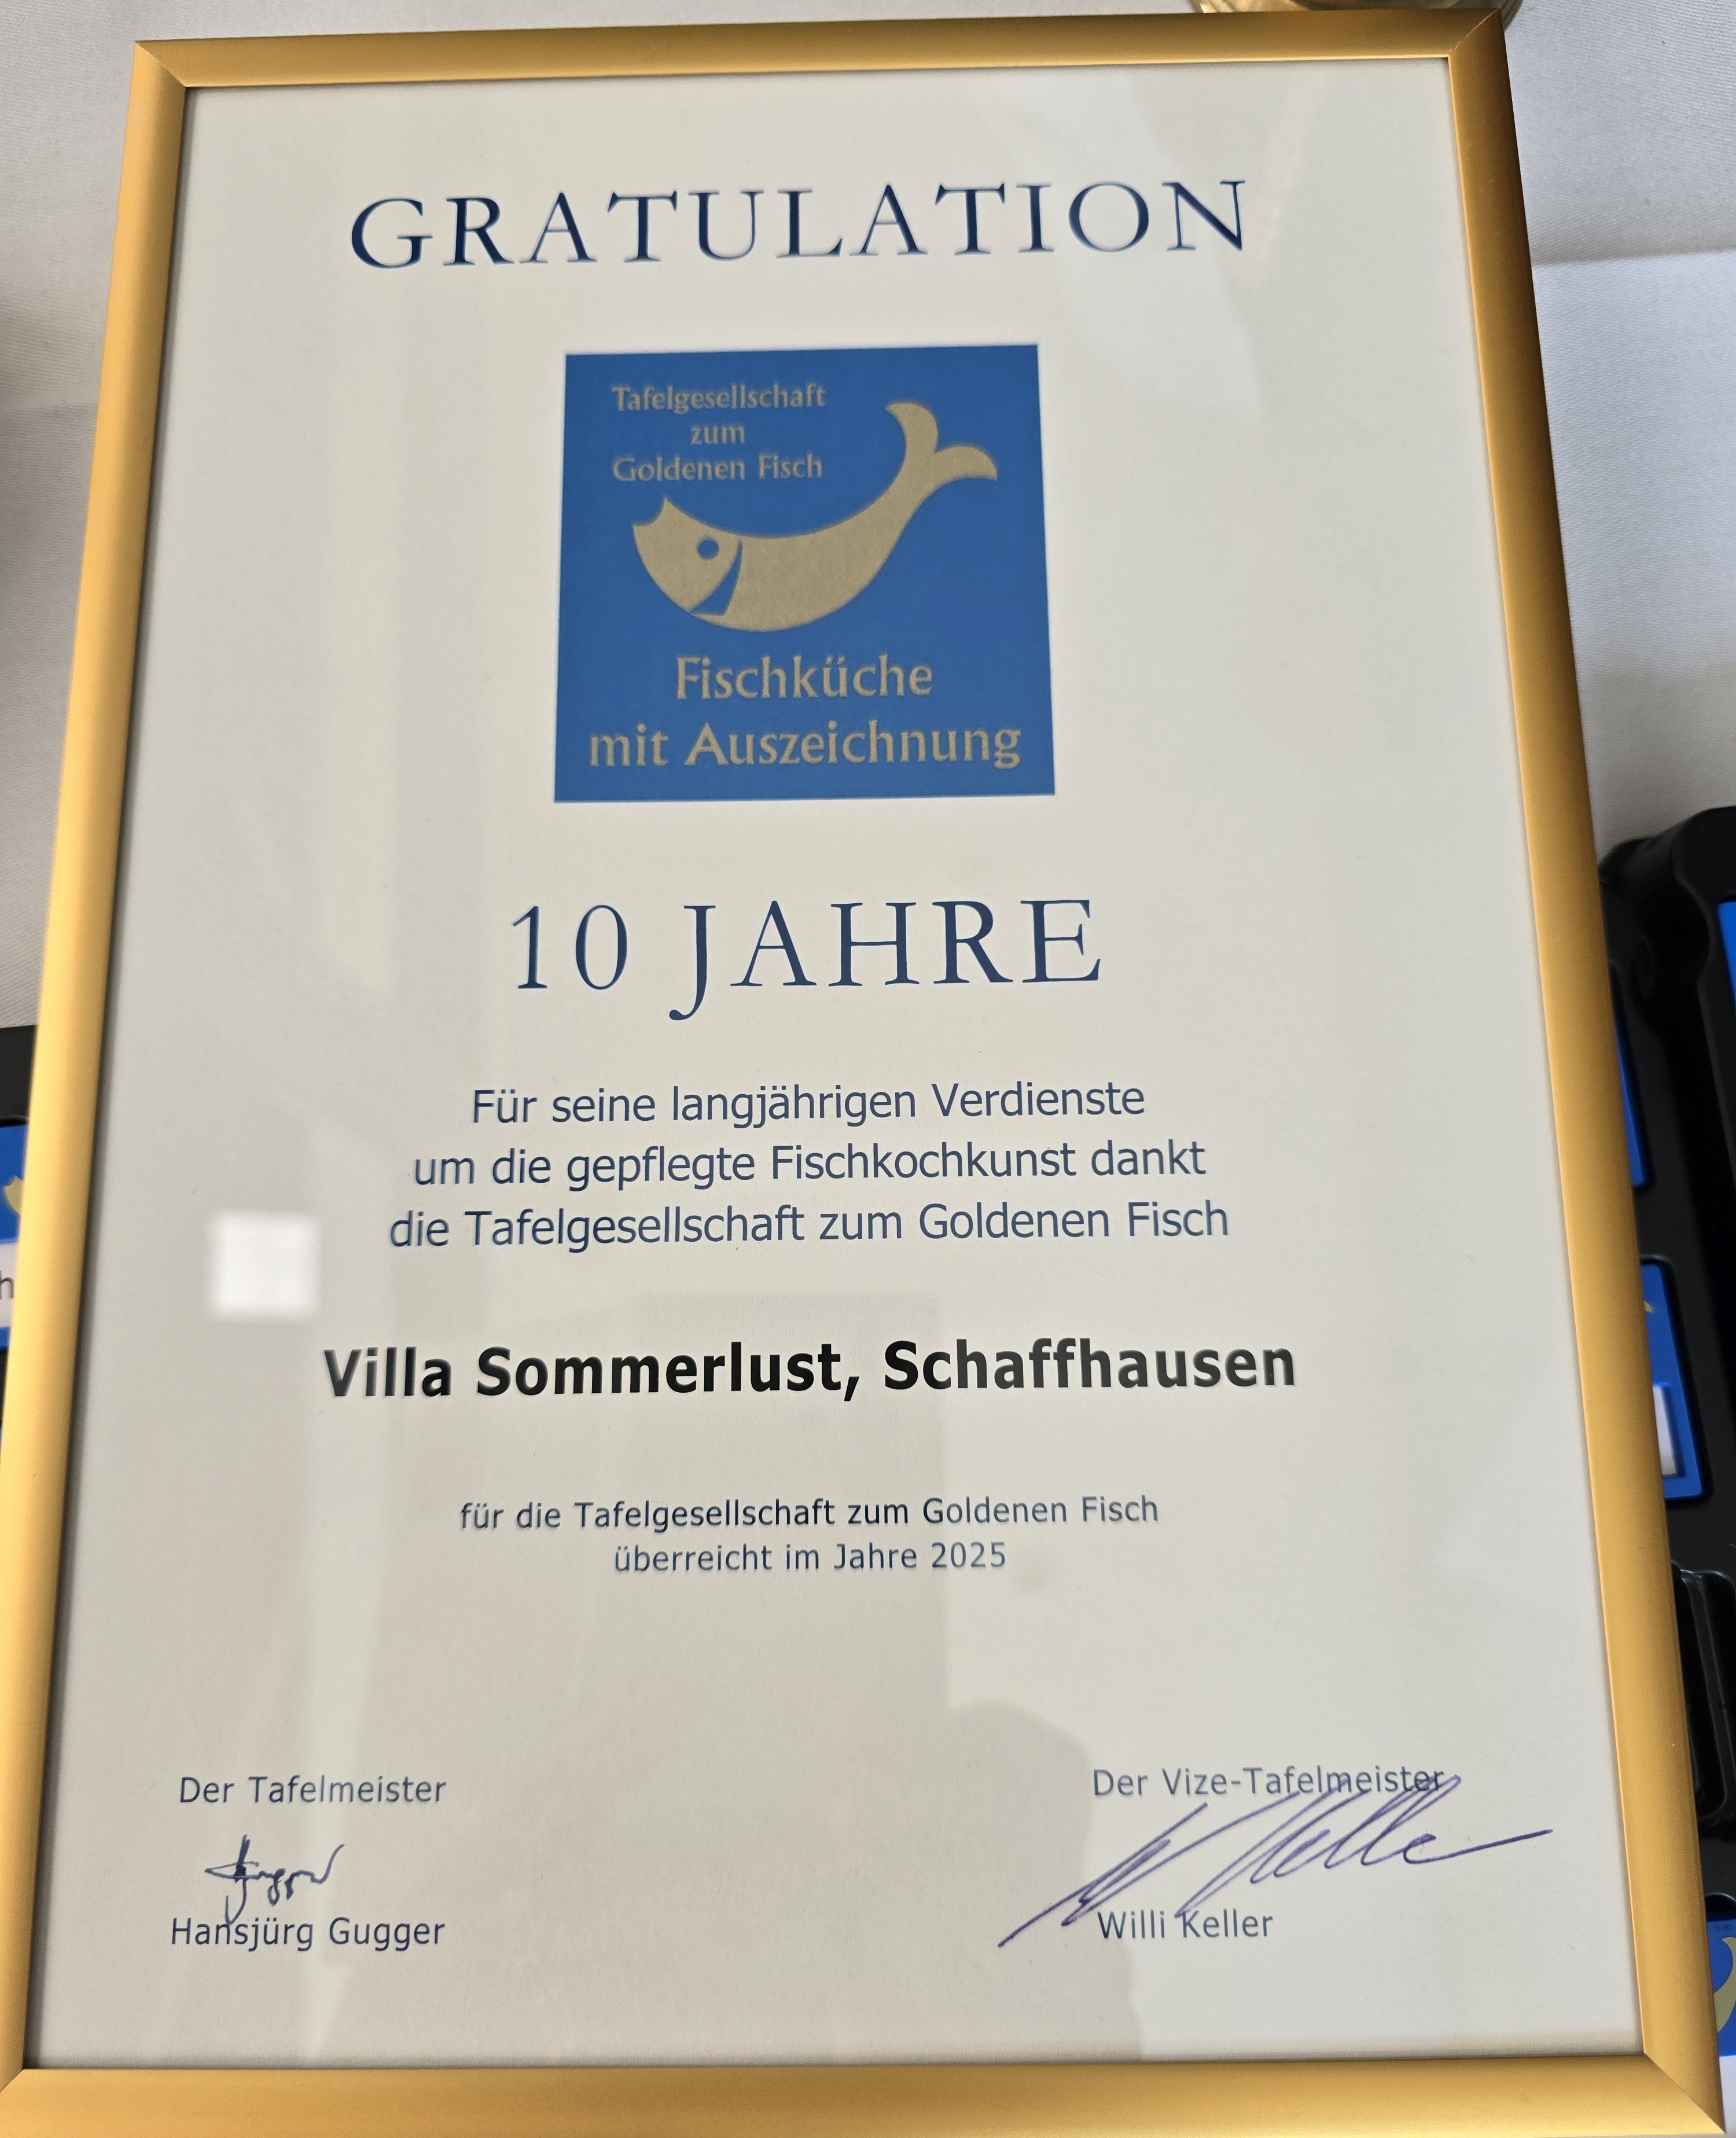 GRATULATION
Tafelgesellschaft
zum
Goldenen Fisch
Fischküche
mit Auszeichnung
10 JAHRE
Für seine langjährigen Verdienste
um die gepflegte Fischkochkunst dankt
die Tafelgesellschaft zum Goldenen Fisch
Villa Sommerlust, Schaffhausen
für die Tafelgesellschaft zum Goldenen Fisch
überreicht im Jahre 2025
Der Tafelmeister
Hansjürg Gugger
Der Vize-Tafelmeister
W. Keller
Willi Keller